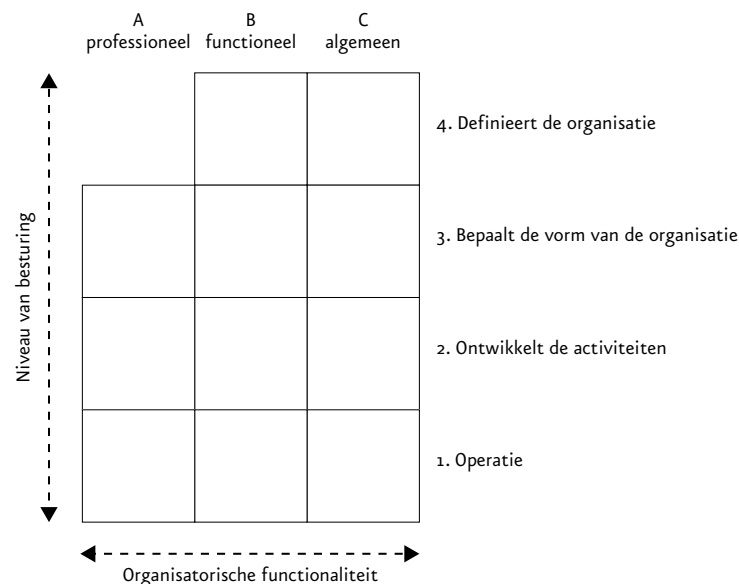 A
professioneel
B
functioneel
C
algemeen
4. Definieert de organisatie
3. Bepaalt de vorm van de organisatie
2. Ontwikkelt de activiteiten
1. Operatie
Niveau van besturing
Organisatorische functionaliteit